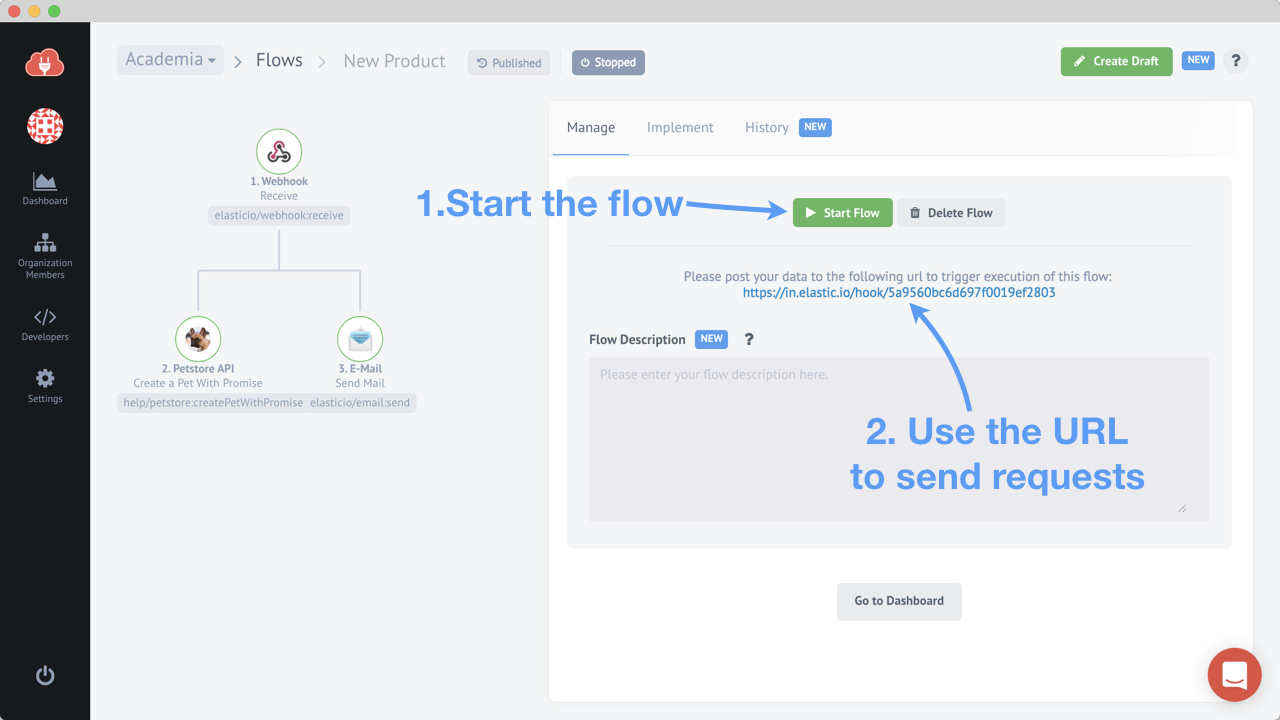 Academia
Flows
New Product
Published
Stopped
Create Draft
NEW
?
Dashboard
Organization
Members
Developers
Settings
1. Webhook
Receive
elasticio/webhook:receive
2. Petstore API
Create a Pet With Promise
help/petstore:createPetWithPromise
3. E-Mail
Send Mail
elasticio/email:send
Manage
Implement
History
NEW
1.Start the flow
Start Flow
Delete Flow
Please post your data to the following url to trigger execution of this flow:
https://in.elastic.io/hook/5a9560bc6d697f0019ef2803
Flow Description
NEW
?
Please enter your flow description here.
2. Use the URL
to send requests
Go to Dashboard